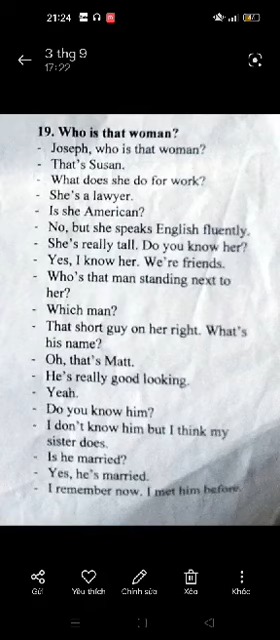 21:24
3 thg 9
17:22
19. Who is that woman?
- Joseph, who is that woman?
- That's Susan.
- What does she do for work?
- She's a lawyer.
- Is she American?
- No, but she speaks English fluently.
- She's really tall. Do you know her?
- Yes, I know her. We're friends.
- Who's that man standing next to
her?
- Which man?
- That short guy on her right. What's
his name?
- Oh, that's Matt.
- He's really good looking.
- Yeah.
- Do you know him?
- I don't know him but I think my
sister does.
- Is he married?
- Yes, he's married.
- I remember now. I met him before.
Gửi
Yêu thích
Chỉnh sửa
Xóa
Khác